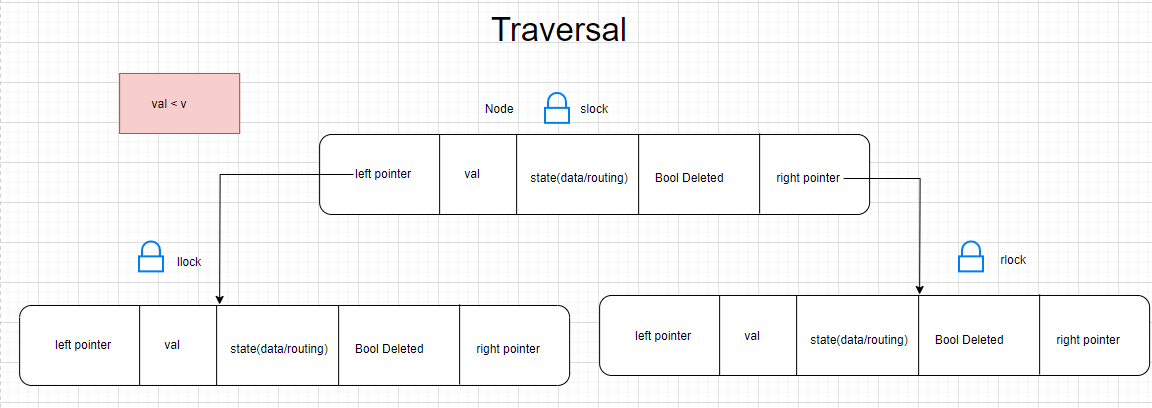 Traversal
val < v
Node
slock
left pointer
val
state(data/routing)
Bool Deleted
right pointer
llock
rlock
left pointer
val
state(data/routing)
Bool Deleted
right pointer
left pointer
val
state(data/routing)
Bool Deleted
right pointer